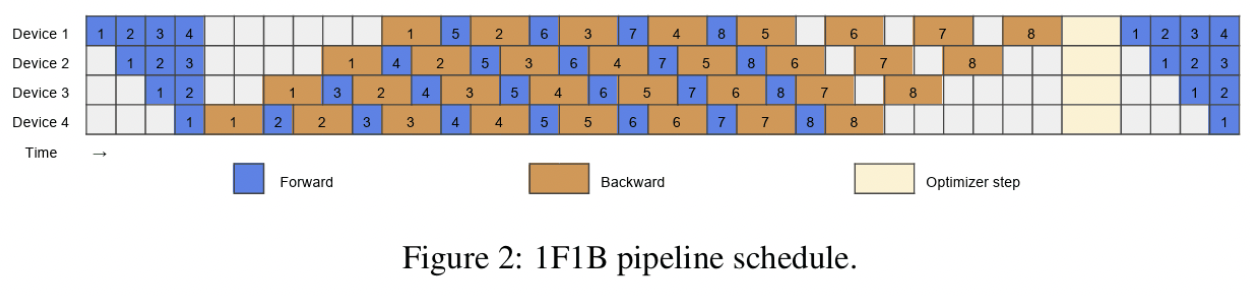 Device 1 1 2 3 4 1 5 2 6 3 7 4 8 5 6 7 8 1 2 3 4
Device 2 1 2 3 1 4 2 5 3 6 4 7 5 8 6 7 8 1 2 3
Device 3 1 2 1 3 2 4 3 5 4 6 5 7 6 8 7 8 1 2
Device 4 1 1 2 2 3 3 4 4 5 5 6 6 7 7 8 8 1
Time →
Forward Backward Optimizer step
Figure 2: 1F1B pipeline schedule.